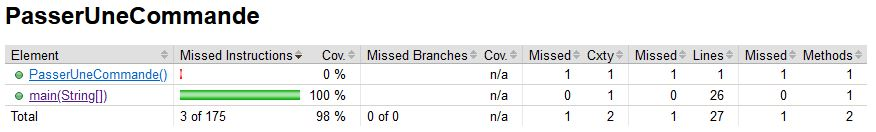 PasserUneCommande
Element Missed Instructions Cov. Missed Branches Cov. Missed Cxty Missed Lines Missed Methods
PasserUneCommande() 0 % n/a 1 1 1 1 1 1
main(String[]) 100 % n/a 0 1 0 26 0 1
Total 3 of 175 98 % 0 of 0 n/a 1 2 1 27 1 2